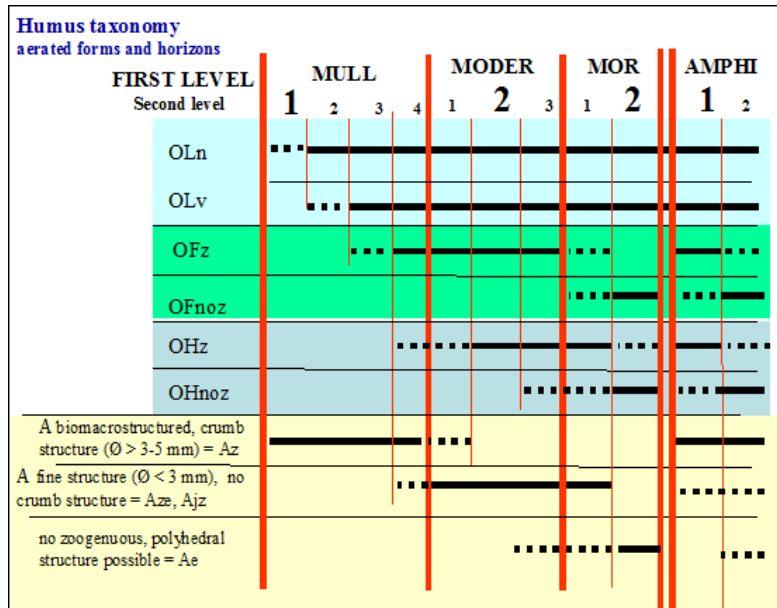 Humus taxonomy
aerated forms and horizons
FIRST LEVEL MULL MODER MOR AMPHI
Second level 1 2 3 4 1 2 3 1 2 1 2
OLn
OLv
OFz
OFnoz
OHz
OHnoz
A biomacrostructured, crumb
structure (Ø > 3-5 mm) = Az
A fine structure (Ø < 3 mm), no
crumb structure = Aze, Ajz
no zoogenuous, polyhedral
structure possible = Ae